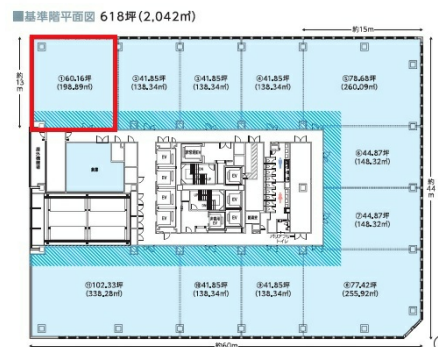 ■基準階平面図 618坪(2,042㎡)
約15m
約13m
①60.16坪
(198.89㎡)
②41.85坪
(138.34㎡)
③41.85坪
(138.34㎡)
④41.85坪
(138.34㎡)
⑤78.68坪
(260.09㎡)
⑥44.87坪
(148.32㎡)
⑦44.87坪
(148.32㎡)
約44m
EV
EV
EV
EV
EV
EV
EV
⑪102.33坪
(338.28㎡)
⑩41.85坪
(138.34㎡)
⑨41.85坪
(138.34㎡)
⑧77.42坪
(255.92㎡)
約60m